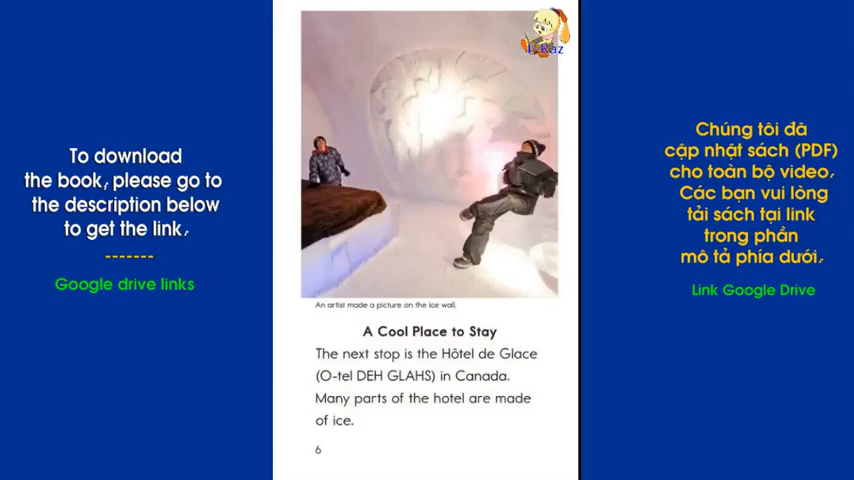 To download
the book, please go to
the description below
to get the link,
-------
Google drive links
Raz
An artist made a picture on the ice wall.
A Cool Place to Stay
The next stop is the Hôtel de Glace
(O-tel DEH GLAHS) in Canada.
Many parts of the hotel are made
of ice.
6
Chúng tôi đã
cập nhật sách (PDF)
cho toàn bộ video,
Các bạn vui lòng
tải sách tại link
trong phần
mô tả phía dưới,
Link Google Drive